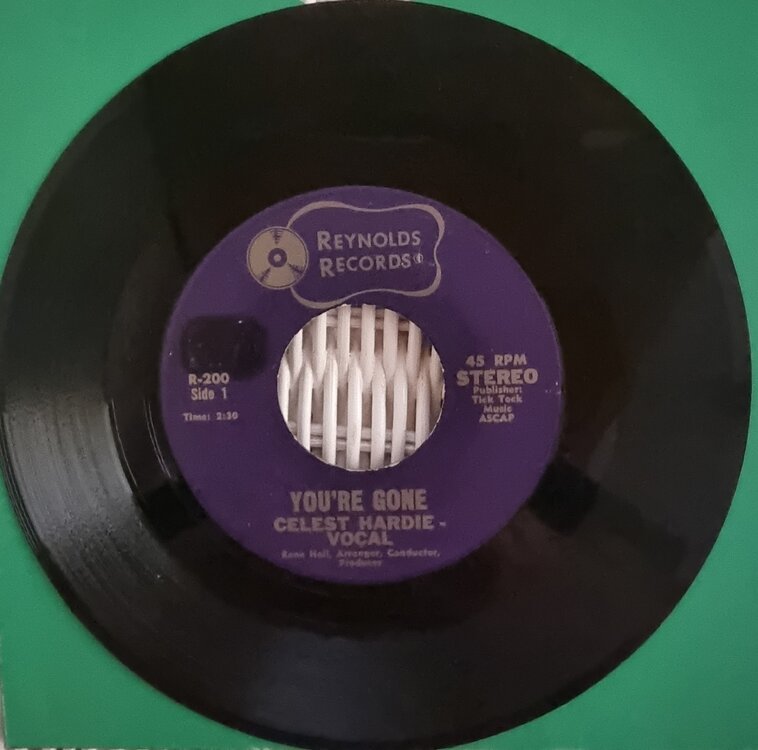 REYNOLDS
RECORDS®
R-200
Side 1
Time: 2:30
45 RPM
STEREO
Publisher:
Tick Tock
Music
ASCAP
YOU'RE GONE
CELEST HARDIE -
VOCAL
Rene Hall, Arranger, Conductor,
Producer